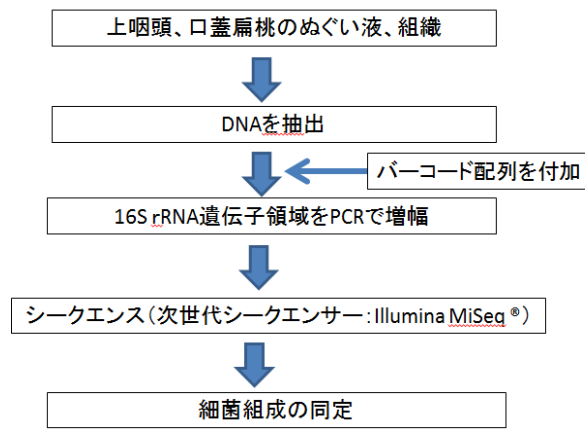 上咽頭、口蓋扁桃のぬぐい液、組織
DNAを抽出
バーコード配列を付加
16S rRNA遺伝子領域をPCRで増幅
シークエンス(次世代シークエンサー:Illumina MiSeq®)
細菌組成の同定